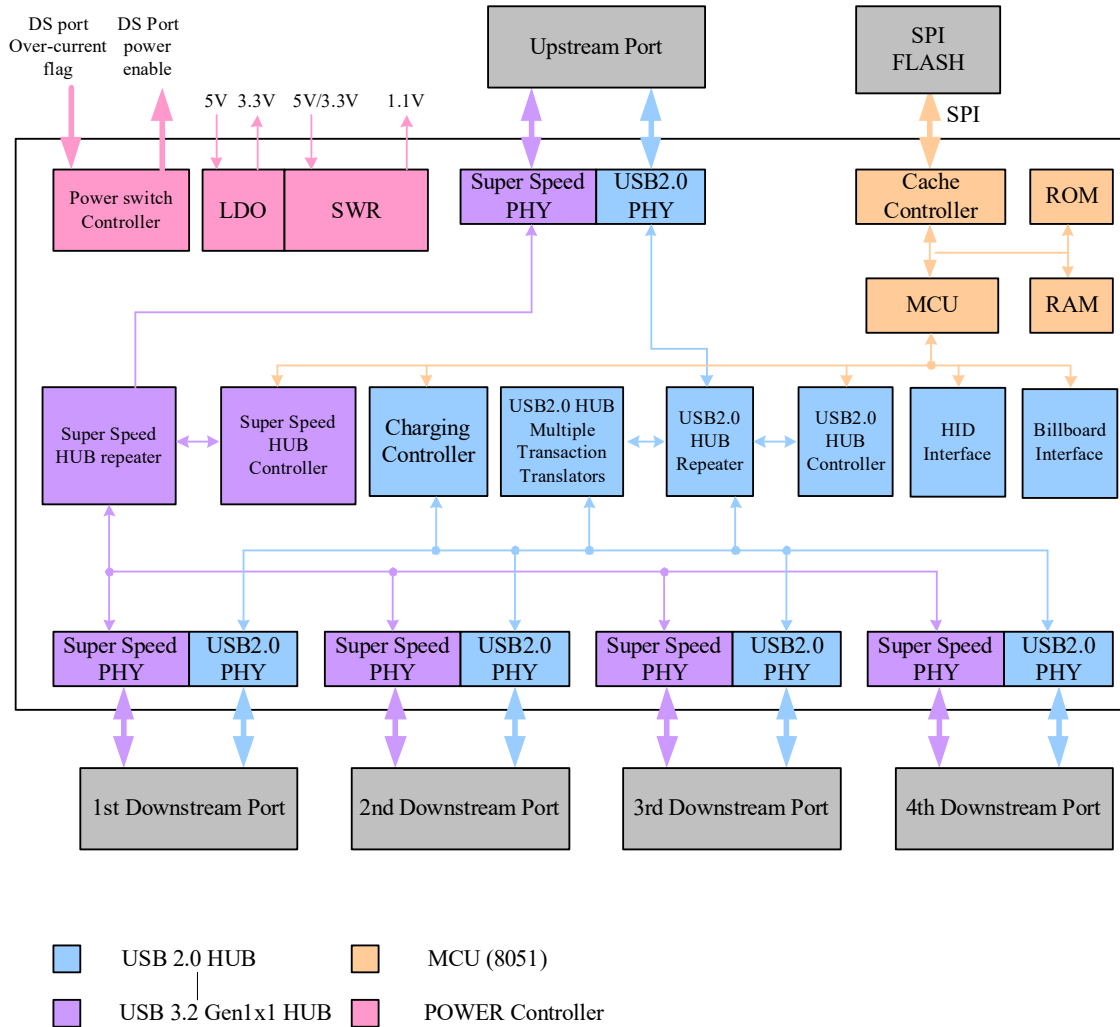 DS port
Over-current
flag
DS Port
power
enable
Upstream Port
SPI
FLASH
5V
3.3V
5V/3.3V
1.1V
SPI
Power switch
Controller
LDO
SWR
Super Speed
PHY
USB2.0
PHY
Cache
Controller
ROM
MCU
RAM
Super Speed
HUB repeater
Super Speed
HUB
Controller
Charging
Controller
USB2.0 HUB
Multiple
Transaction
Translators
USB2.0
HUB
Repeater
USB2.0
HUB
Controller
HID
Interface
Billboard
Interface
Super Speed
PHY
USB2.0
PHY
Super Speed
PHY
USB2.0
PHY
Super Speed
PHY
USB2.0
PHY
Super Speed
PHY
USB2.0
PHY
1st Downstream Port
2nd Downstream Port
3rd Downstream Port
4th Downstream Port
USB 2.0 HUB
MCU (8051)
USB 3.2 Gen1x1 HUB
POWER Controller